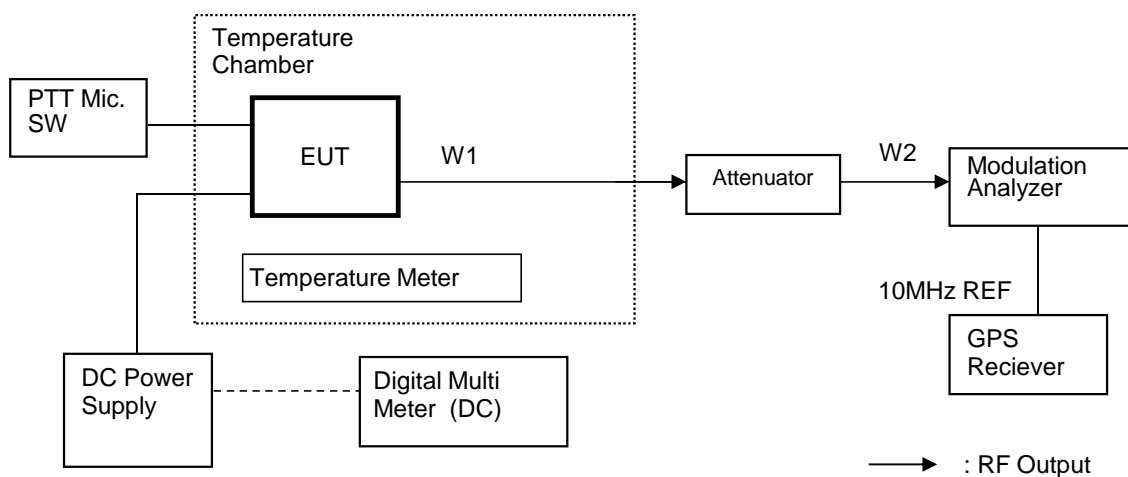 Temperature
Chamber
PTT Mic.
SW
EUT
W1
Attenuator
W2
Modulation
Analyzer
Temperature Meter
10MHz REF
GPS
Reciever
DC Power
Supply
Digital Multi
Meter (DC)
: RF Output